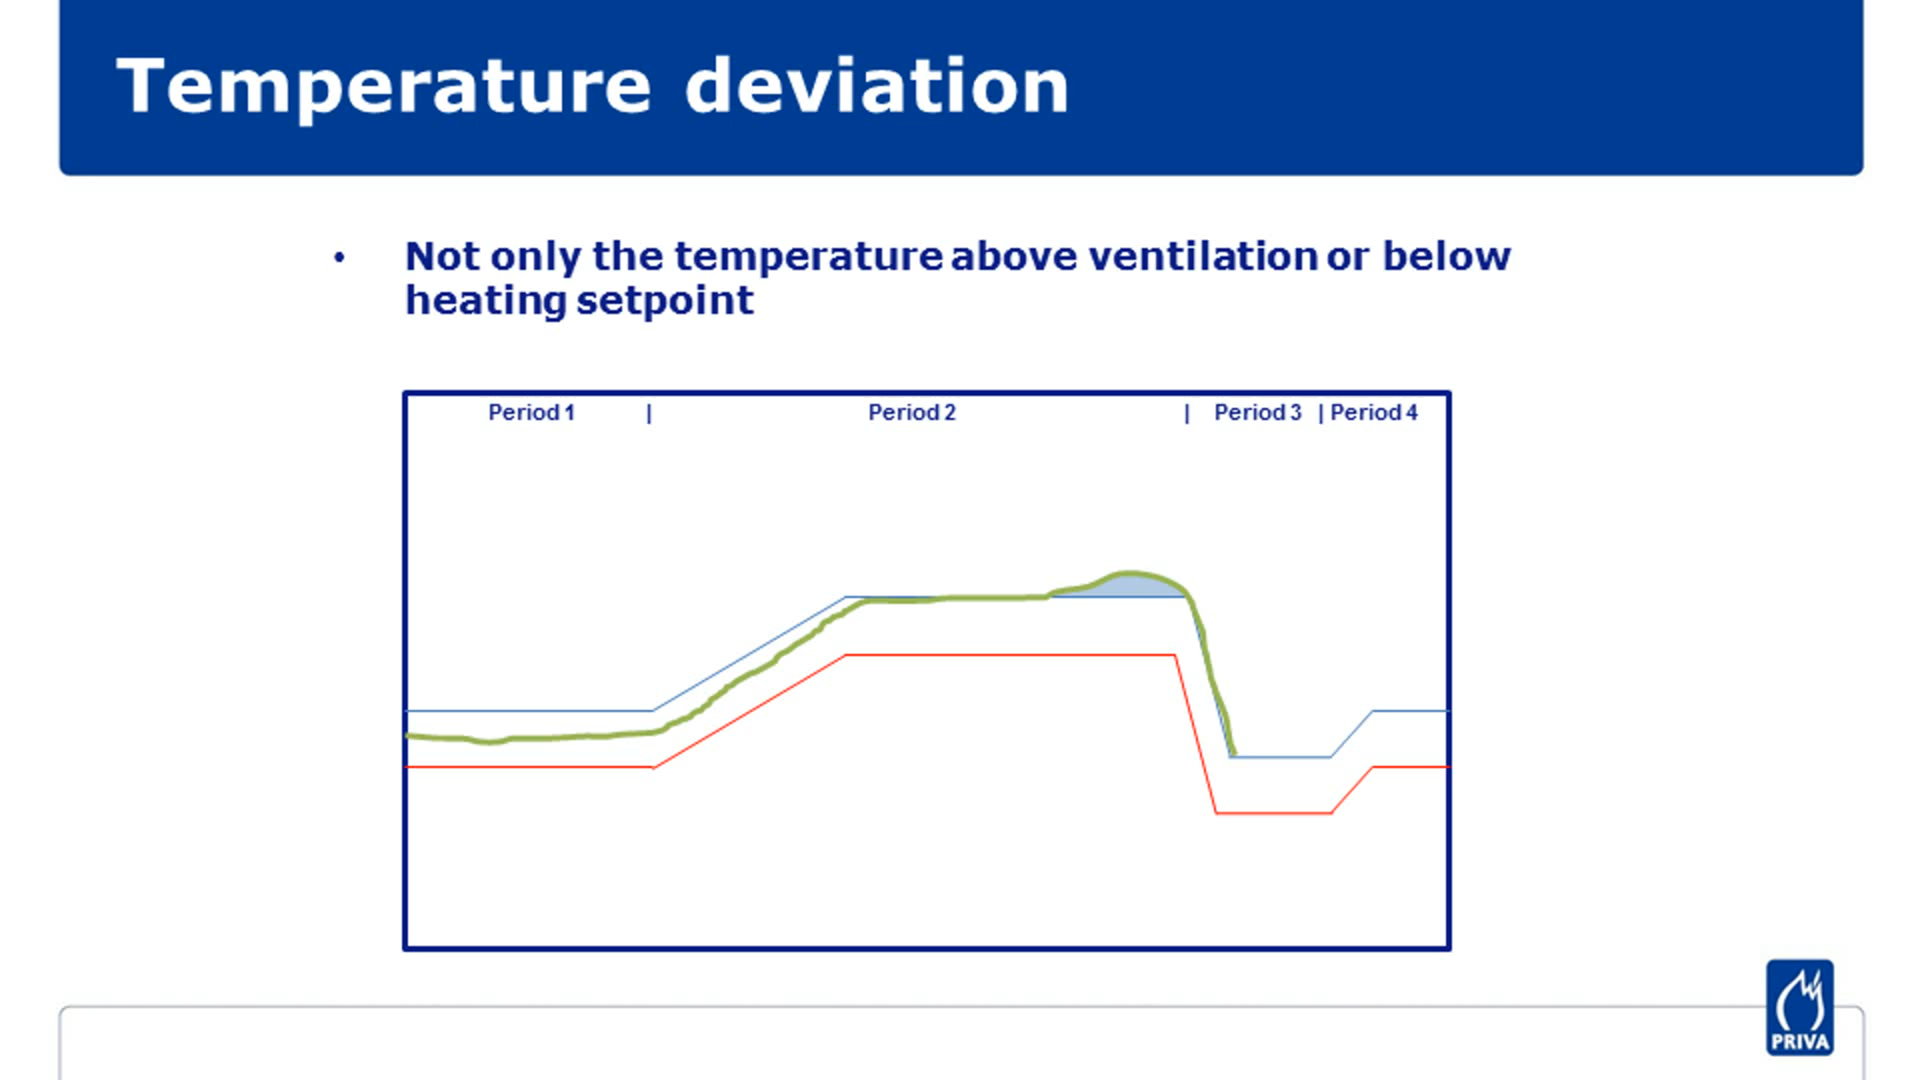 Temperature deviation
• Not only the temperature above ventilation or below
heating setpoint
Period 1 | Period 2 | Period 3 | Period 4
PRIVA